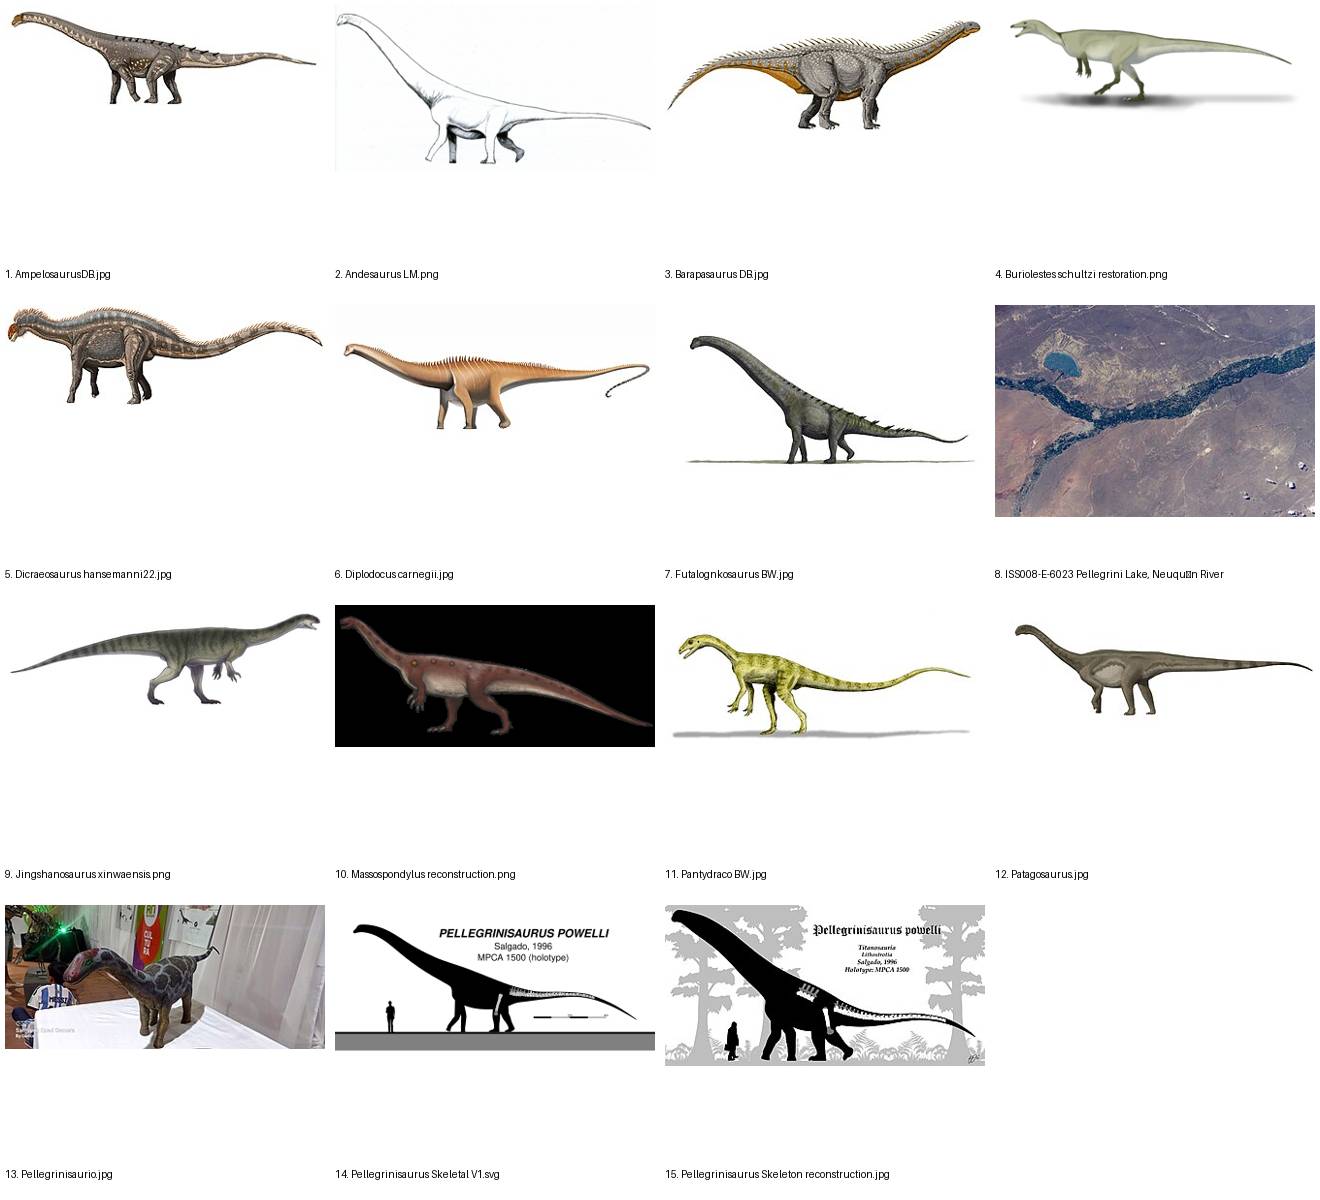 1. AmpelosaurusDB.jpg
2. Andesaurus LM.png
3. Barapasaurus DB.jpg
4. Buriolestes schultzi restoration.png
5. Dicraeosaurus hansemanni22.jpg
6. Diplodocus carnegii.jpg
7. Futalognkosaurus BW.jpg
8. ISS008-E-6023 Pellegrini Lake, River
9. Jingshanosaurus xinwaensis.png
10. Massospondylus reconstruction.png
11. Pantydraco BW.jpg
12. Patagosaurus.jpg
CUL
TU
RA
MESSI
PELLEGRINISAURUS POWELLI
Salgado, 1996
MPCA 1500 (holotype)
Pellegrinisaurus powelli
Titanosauria
Lithostrotia
Salgado, 1996
Holotype: MPCA 1500
13. Pellegrinisaurio.jpg
14. Pellegrinisaurus Skeletal V1.svg
15. Pellegrinisaurus Skeleton reconstruction.jpg